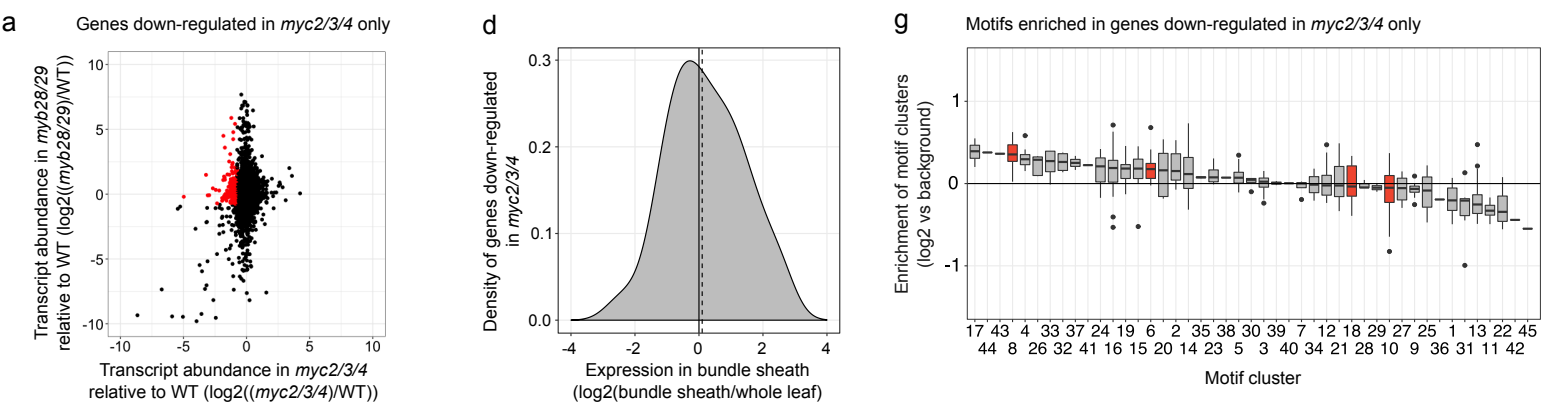 a
Genes down-regulated in myc2/3/4 only
Transcript abundance in myb28/29
relative to WT (log2((myb28/29)/WT))
10
5
0
-5
-10
-10 -5 0 5 10
Transcript abundance in myc2/3/4
relative to WT (log2((myc2/3/4)/WT))
d
Density of genes down-regulated
in myc2/3/4
0.3
0.2
0.1
0.0
-4 -2 0 2 4
Expression in bundle sheath
(log2(bundle sheath/whole leaf)
g
Motifs enriched in genes down-regulated in myc2/3/4 only
Enrichment of motif clusters
(log2 vs background)
1
0
-1
17 43 4 33 37 24 19 6 2 35 38 30 39 7 12 18 29 27 25 1 13 22 45
44 8 26 32 41 16 15 20 14 23 5 3 40 34 21 28 10 9 36 31 11 42
Motif cluster